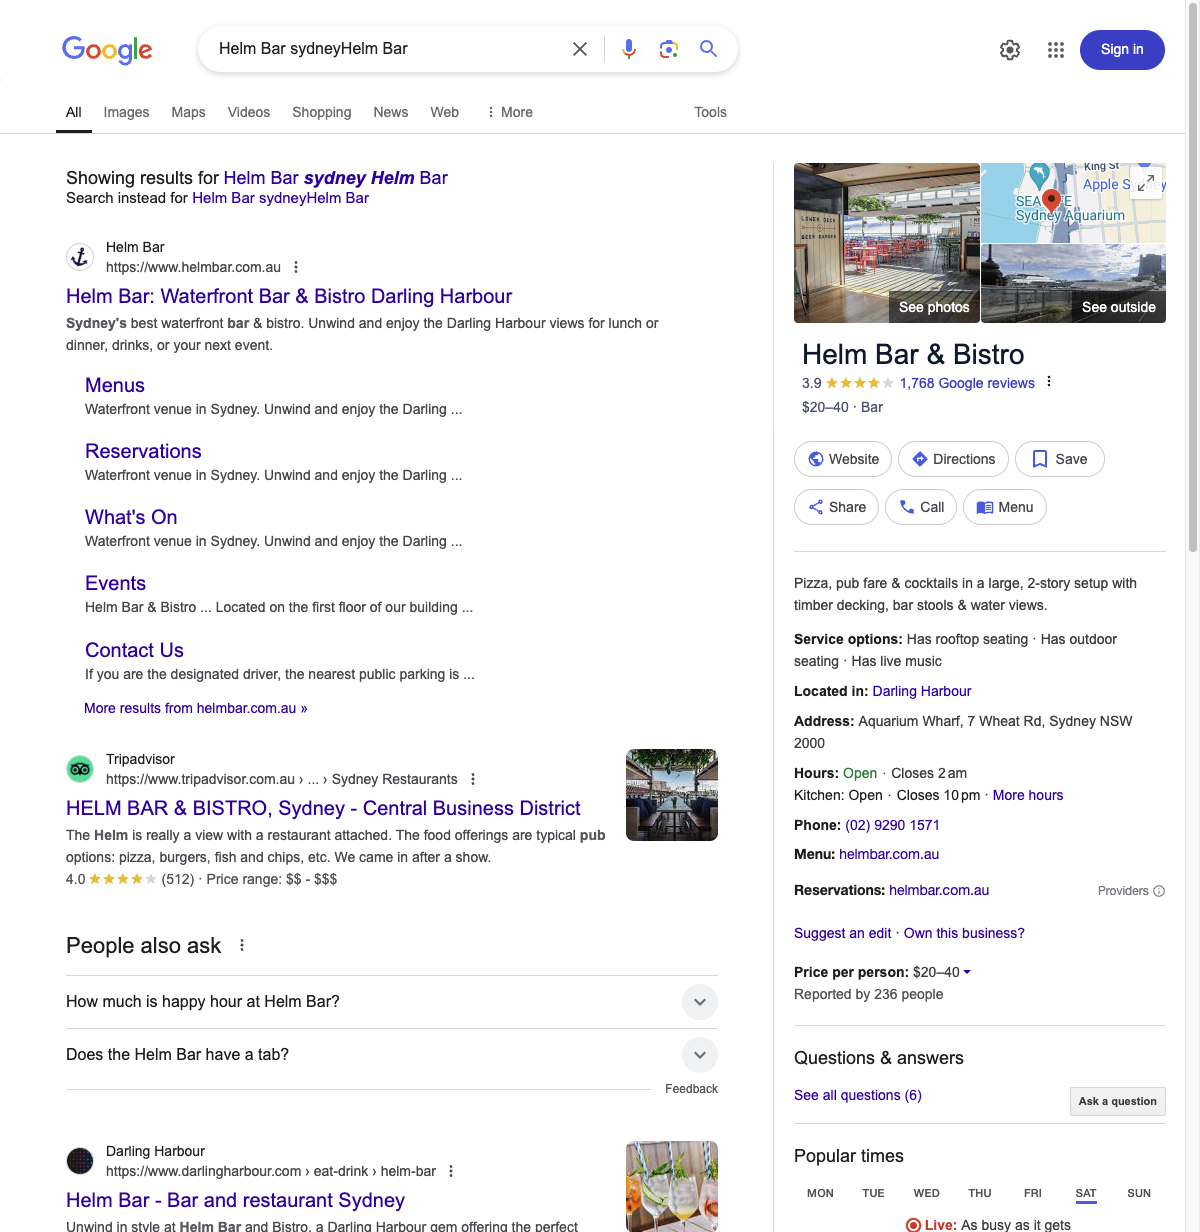 Google
Helm Bar sydneyHelm Bar
Sign in
All Images Maps Videos Shopping News Web More Tools
Showing results for Helm Bar sydney Helm Bar
Search instead for Helm Bar sydneyHelm Bar
Helm Bar
https://www.helmbar.com.au
Helm Bar: Waterfront Bar & Bistro Darling Harbour
Sydney's best waterfront bar & bistro. Unwind and enjoy the Darling Harbour views for lunch or
dinner, drinks, or your next event.
Menus
Waterfront venue in Sydney. Unwind and enjoy the Darling ...
Reservations
Waterfront venue in Sydney. Unwind and enjoy the Darling ...
What's On
Waterfront venue in Sydney. Unwind and enjoy the Darling ...
Events
Helm Bar & Bistro ... Located on the first floor of our building ...
Contact Us
If you are the designated driver, the nearest public parking is ...
More results from helmbar.com.au »
Tripadvisor
https://www.tripadvisor.com.au › ... › Sydney Restaurants
HELM BAR & BISTRO, Sydney - Central Business District
The Helm is really a view with a restaurant attached. The food offerings are typical pub
options: pizza, burgers, fish and chips, etc. We came in after a show.
4.0 (512) · Price range: $$ - $$$
People also ask
How much is happy hour at Helm Bar?
Does the Helm Bar have a tab?
Feedback
Darling Harbour
https://www.darlingharbour.com › eat-drink › helm-bar
Helm Bar - Bar and restaurant Sydney
Unwind in style at Helm Bar and Bistro, a Darling Harbour gem offering the perfect
LOWER DECK
BEER GARDEN
See photos
King St
Apple Sydney
SEA LIFE
Sydney Aquarium
See outside
Helm Bar & Bistro
3.9 1,768 Google reviews
$20–40 · Bar
Website Directions Save
Share Call Menu
Pizza, pub fare & cocktails in a large, 2-story setup with
timber decking, bar stools & water views.
Service options: Has rooftop seating · Has outdoor
seating · Has live music
Located in: Darling Harbour
Address: Aquarium Wharf, 7 Wheat Rd, Sydney NSW
2000
Hours: Open · Closes 2 am
Kitchen: Open · Closes 10 pm · More hours
Phone: (02) 9290 1571
Menu: helmbar.com.au
Reservations: helmbar.com.au Providers
Suggest an edit · Own this business?
Price per person: $20–40
Reported by 236 people
Questions & answers
See all questions (6)
Ask a question
Popular times
MON TUE WED THU FRI SAT SUN
Live: As busy as it gets